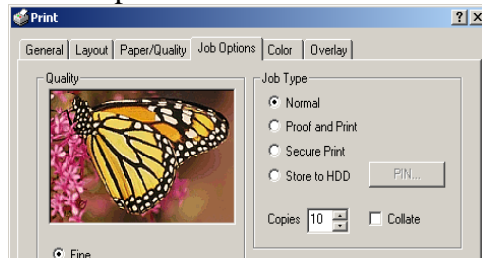 Print
General Layout Paper/Quality Job Options Color Overlay
Quality
Job Type
Normal
Proof and Print
Secure Print
Store to HDD PIN...
Copies 10 Collate
Fine